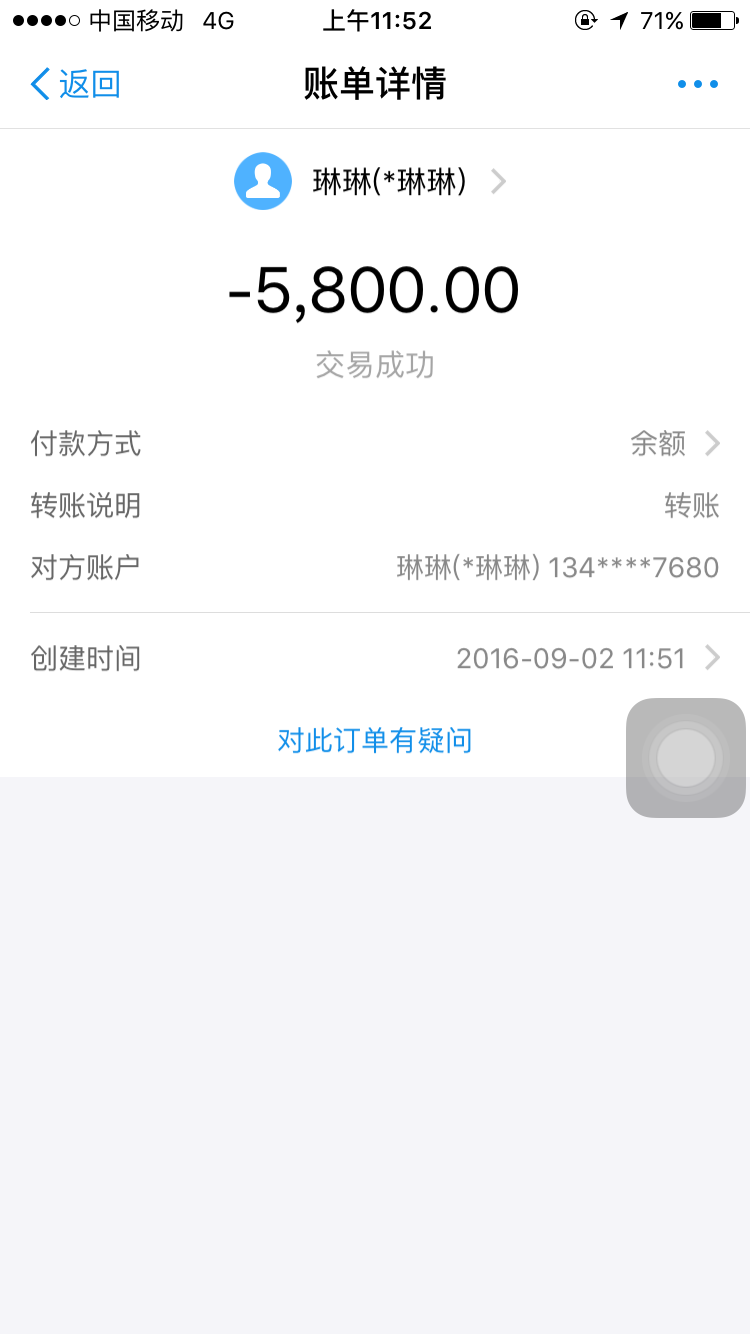 中国移动 4G 上午11:52 71%
返回 账单详情
琳琳(*琳琳)
-5,800.00
交易成功
付款方式 余额
转账说明 转账
对方账户 琳琳(*琳琳) 134****7680
创建时间 2016-09-02 11:51
对此订单有疑问